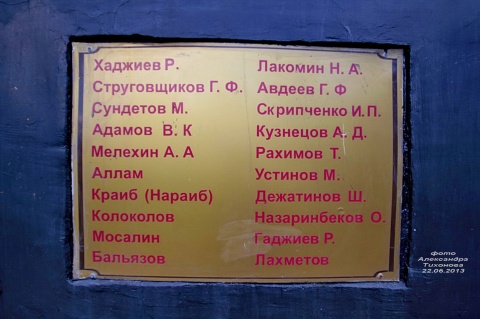 Хаджиев Р.
Струговщиков Г. Ф.
Сундетов М.
Адамов В. К
Мелехин А. А
Аллам
Краиб (Нараиб)
Колоколов
Мосалин
Бальязов
Лакомин Н. А.
Авдеев Г. Ф
Скрипченко И.П.
Кузнецов А. Д.
Рахимов Т.
Устинов М.
Дежатинов Ш.
Назаринбеков О.
Гаджиев Р.
Лахметов
фото
Александра
Тихонова
22.06.2013